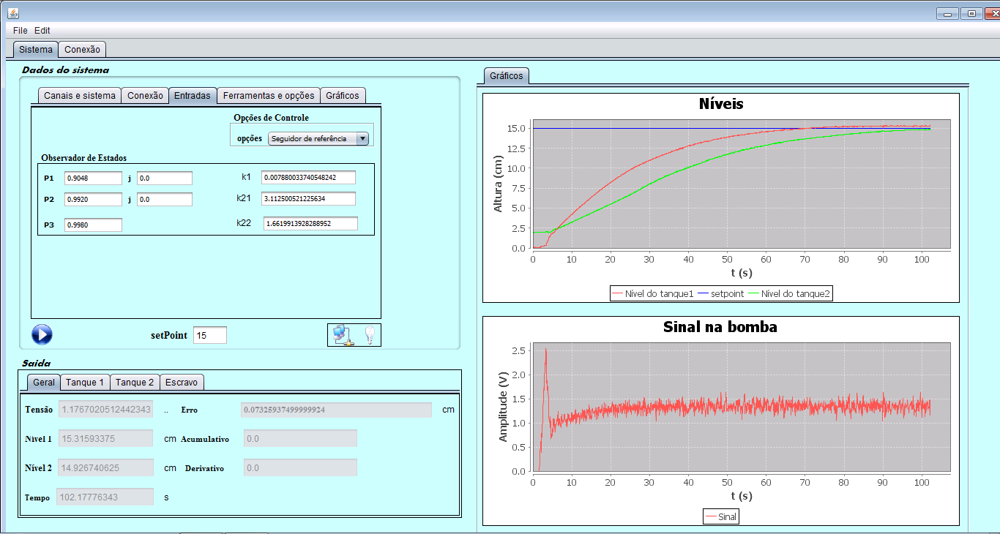 File Edit
Sistema Conexão
Dados do sistema
Canais e sistema Conexão Entradas Ferramentas e opções Gráficos
Opções de Controle
opções Seguidor de referência
Observador de Estados
P1 0.9048 j 0.0 k1 0.007880033740548242
P2 0.9920 j 0.0 k21 3.112500521225634
P3 0.9980 k22 1.6619913928288952
setPoint 15
Saida
Geral Tanque 1 Tanque 2 Escravo
Tensão 1.1767020512442343 .. Erro 0.07325937499999924 cm
Nível 1 15.31593375 cm Acumulativo 0.0
Nível 2 14.926740625 cm Derivativo 0.0
Tempo 102.17776343 s
Gráficos
Níveis
Altura (cm)
15.0
12.5
10.0
7.5
5.0
2.5
0.0
0 10 20 30 40 50 60 70 80 90 100
t (s)
Nível do tanque1 setpoint Nível do tanque2
Sinal na bomba
Amplitude (V)
2.5
2.0
1.5
1.0
0.5
0.0
0 10 20 30 40 50 60 70 80 90 100
t (s)
Sinal